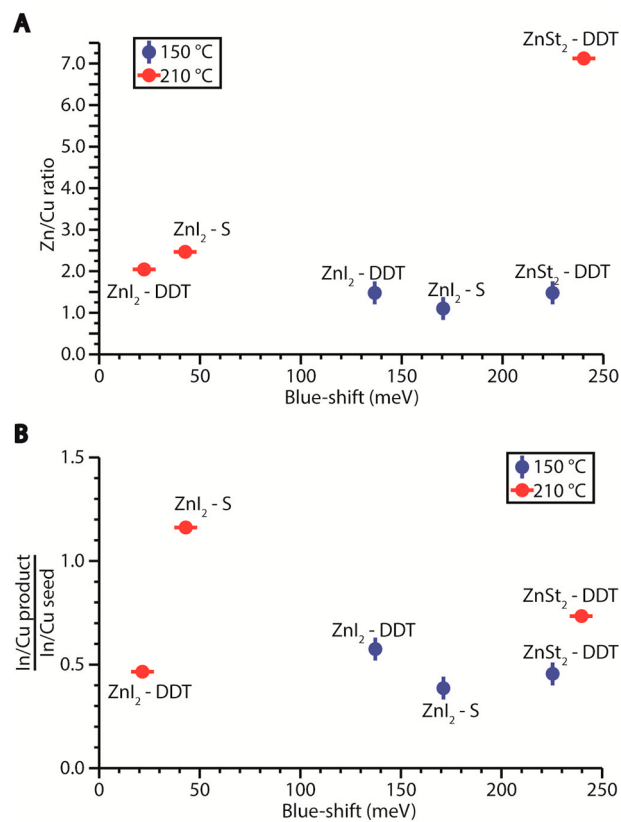 A
150 °C
210 °C
ZnSt₂ - DDT
7.0
6.0
5.0
4.0
3.0
2.0
1.0
0.0
Zn/Cu ratio
ZnI₂ - S
ZnI₂ - DDT
ZnI₂ - DDT
ZnI₂ - S
ZnSt₂ - DDT
0 50 100 150 200 250
Blue-shift (meV)
B
150 °C
210 °C
1.5
1.0
0.5
0.0
In/Cu product
In/Cu seed
ZnI₂ - S
ZnI₂ - DDT
ZnSt₂ - DDT
ZnSt₂ - DDT
ZnI₂ - DDT
ZnI₂ - S
0 50 100 150 200 250
Blue-shift (meV)